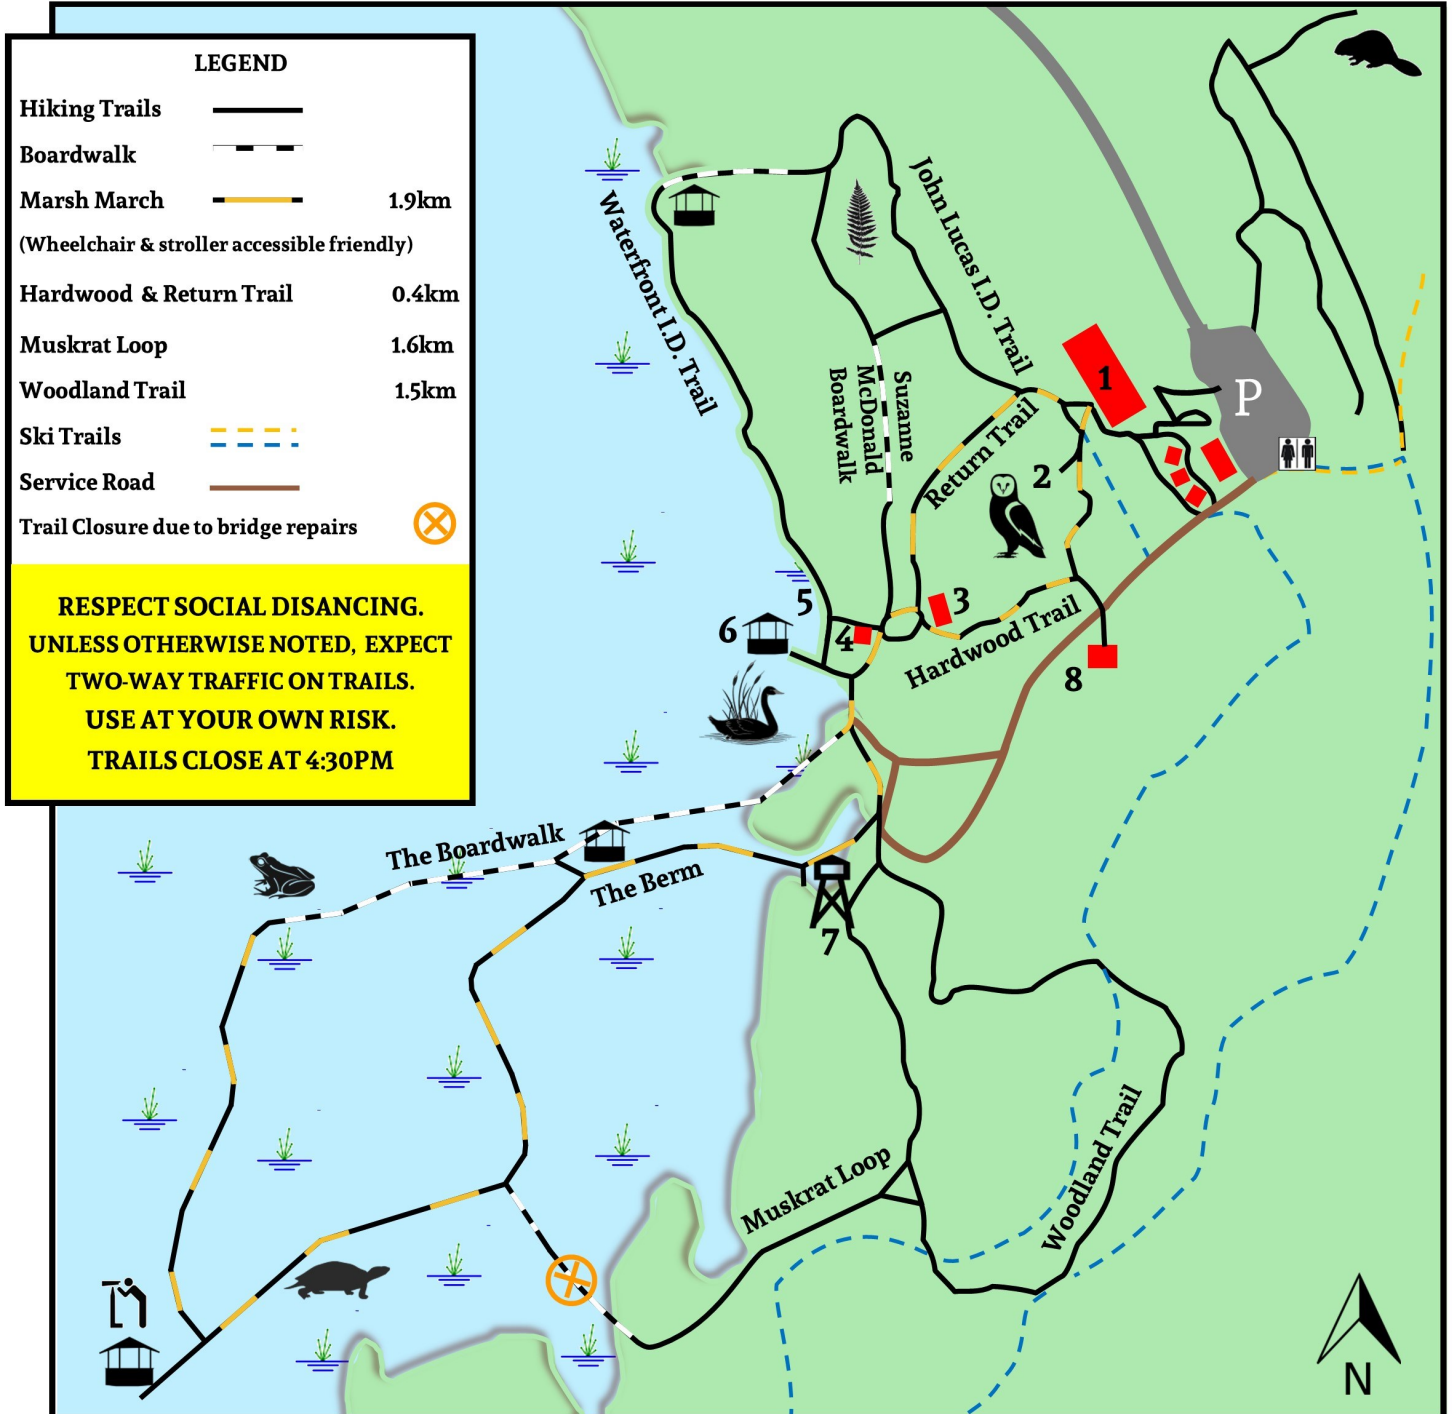 LEGEND
Hiking Trails
Boardwalk
Marsh March 1.9km
(Wheelchair & stroller accessible friendly)
Hardwood & Return Trail 0.4km
Muskrat Loop 1.6km
Woodland Trail 1.5km
Ski Trails
Service Road
Trail Closure due to bridge repairs
RESPECT SOCIAL DISANCING.
UNLESS OTHERWISE NOTED, EXPECT
TWO-WAY TRAFFIC ON TRAILS.
USE AT YOUR OWN RISK.
TRAILS CLOSE AT 4:30PM
Waterfront I.D. Trail
John Lucas I.D. Trail
Suzanne
McDonald
Boardwalk
Return Trail
1
P
2
3
4
5
6
Hardwood Trail
8
The Boardwalk
The Berm
7
Muskrat Loop
Woodland Trail
N